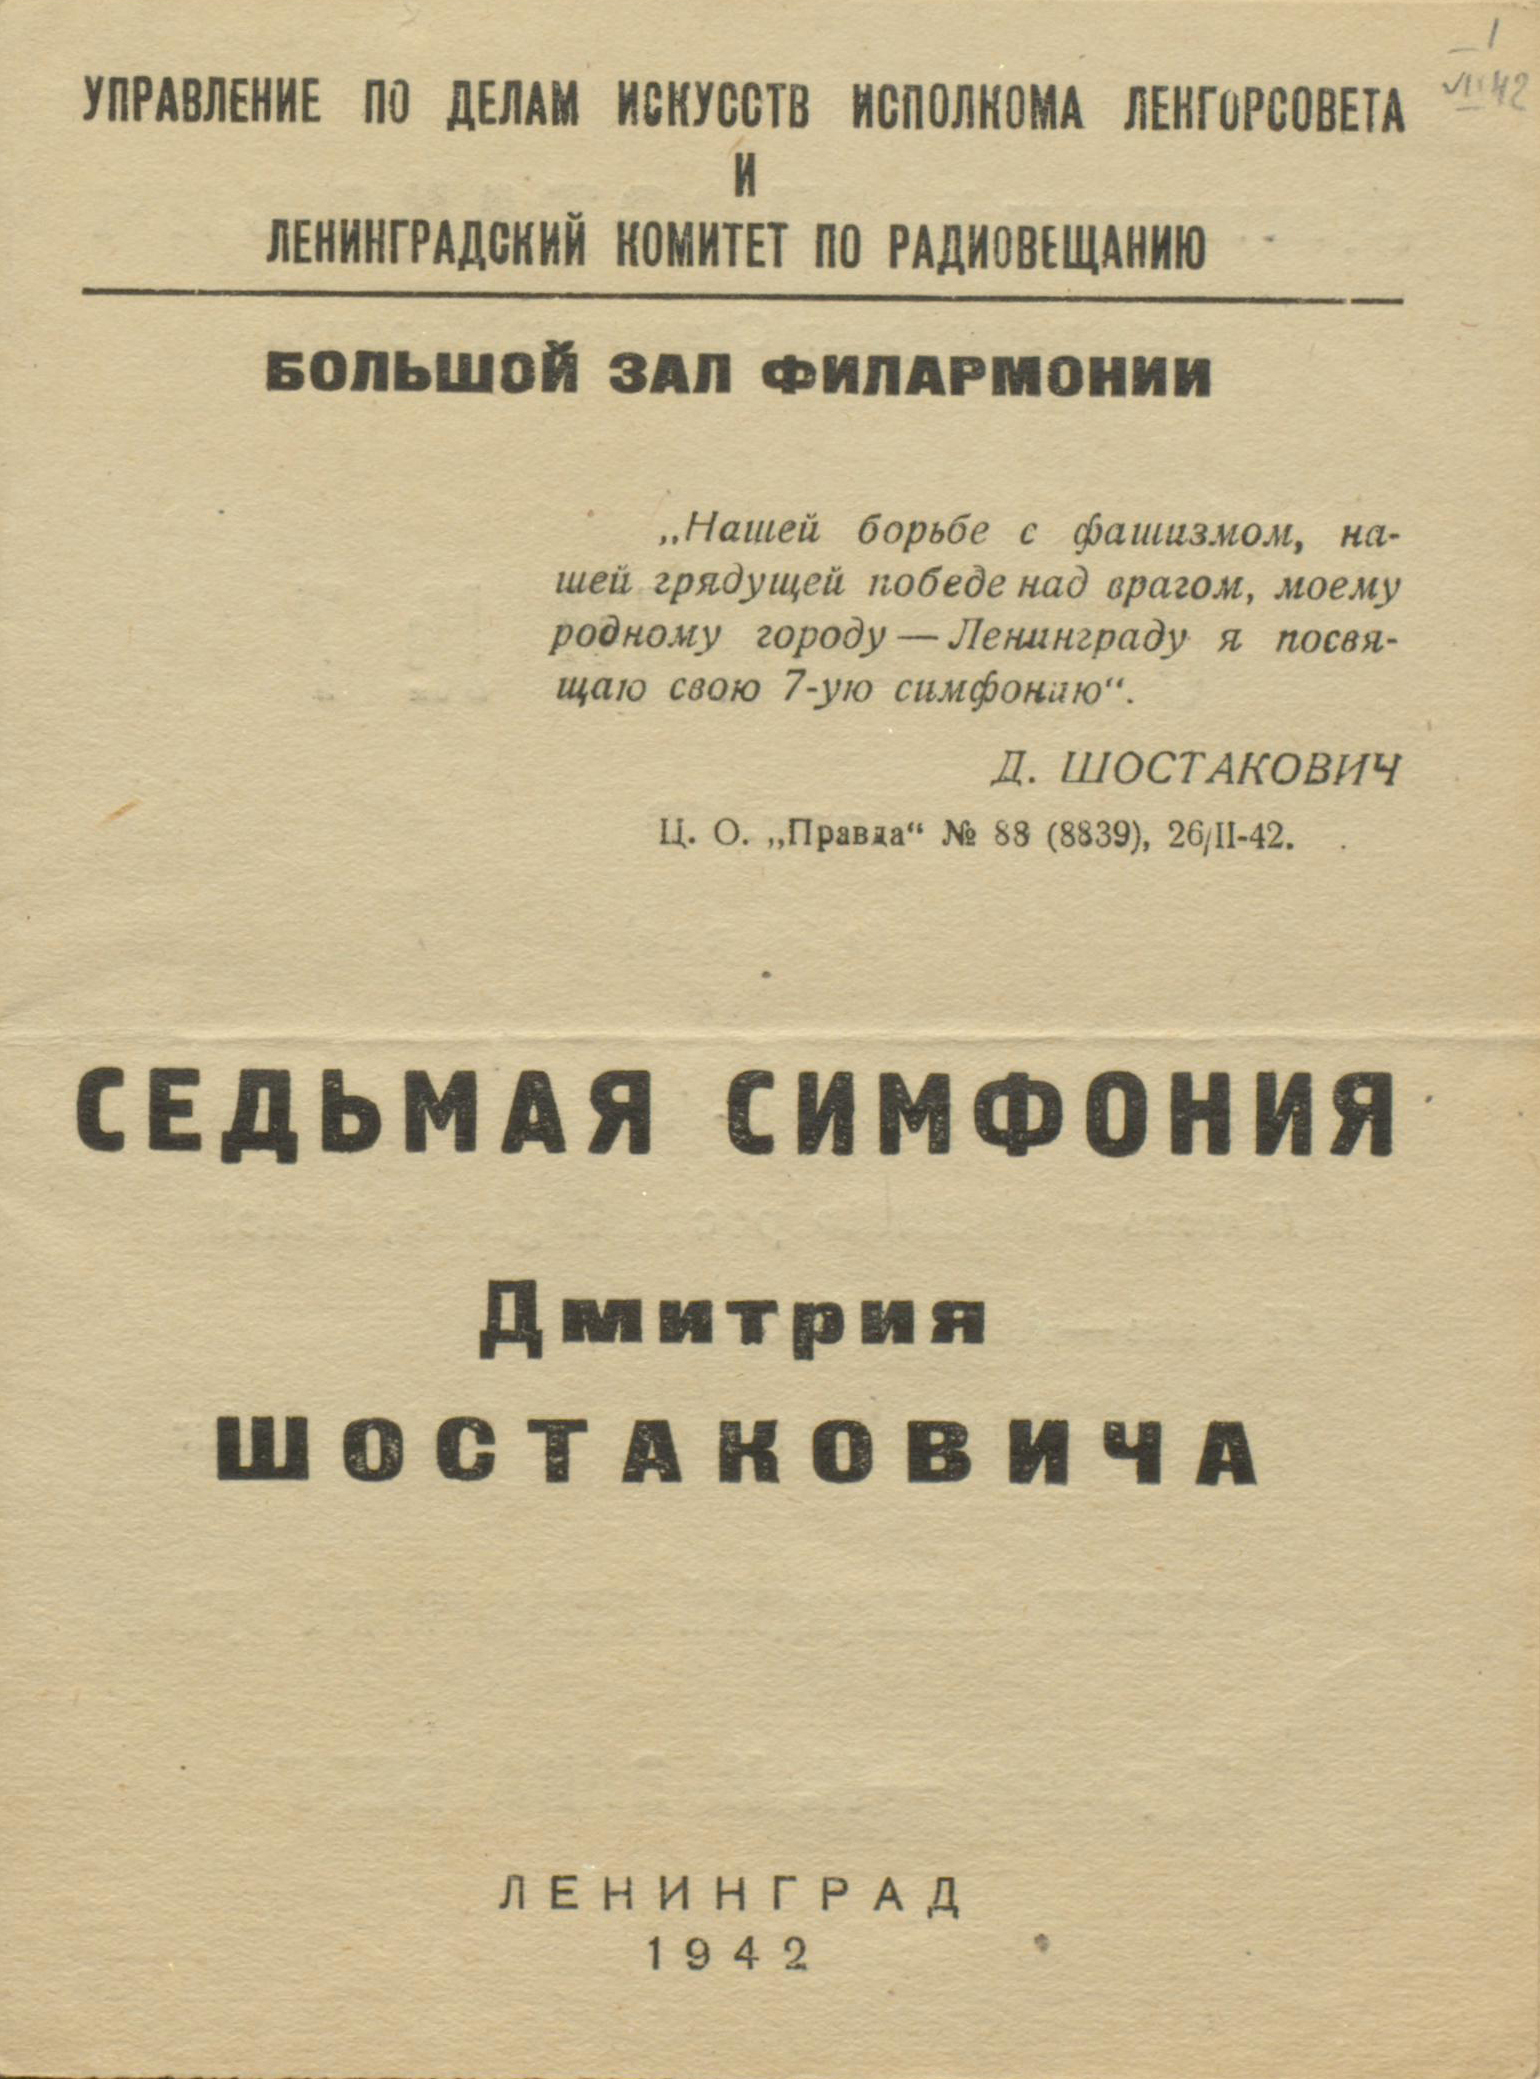 УПРАВЛЕНИЕ ПО ДЕЛАМ ИСКУССТВ ИСПОЛКОМА ЛЕНГОРСОВЕТА
И
ЛЕНИНГРАДСКИЙ КОМИТЕТ ПО РАДИОВЕЩАНИЮ
БОЛЬШОЙ ЗАЛ ФИЛАРМОНИИ
„Нашей борьбе с фашизмом, на-
шей грядущей победе над врагом, моему
родному городу — Ленинграду я посвя-
щаю свою 7-ую симфонию“.
Д. ШОСТАКОВИЧ
Ц. О. „Правда“ № 88 (8839), 26/II-42.
СЕДЬМАЯ СИМФОНИЯ
Дмитрия
ШОСТАКОВИЧА
ЛЕНИНГРАД
1942